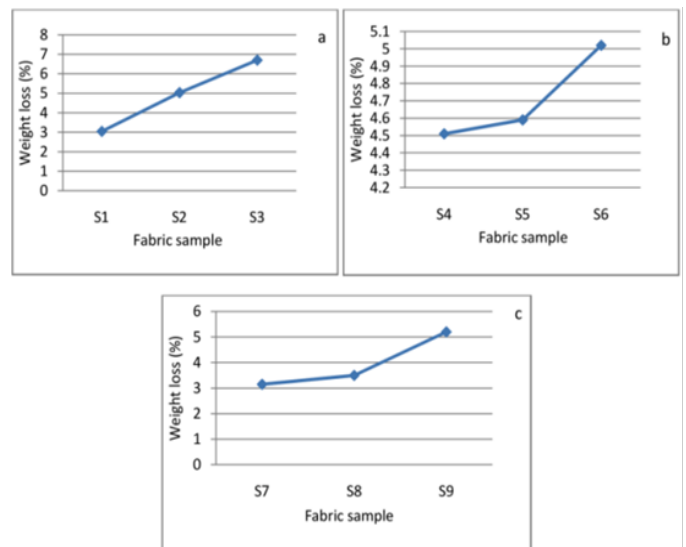 a
8
7
6
5
4
3
2
1
0
Weight loss (%)
S1 S2 S3
Fabric sample
b
5.1
5
4.9
4.8
4.7
4.6
4.5
4.4
4.3
4.2
Weight loss (%)
S4 S5 S6
Fabric sample
c
6
5
4
3
2
1
0
Weight loss (%)
S7 S8 S9
Fabric sample